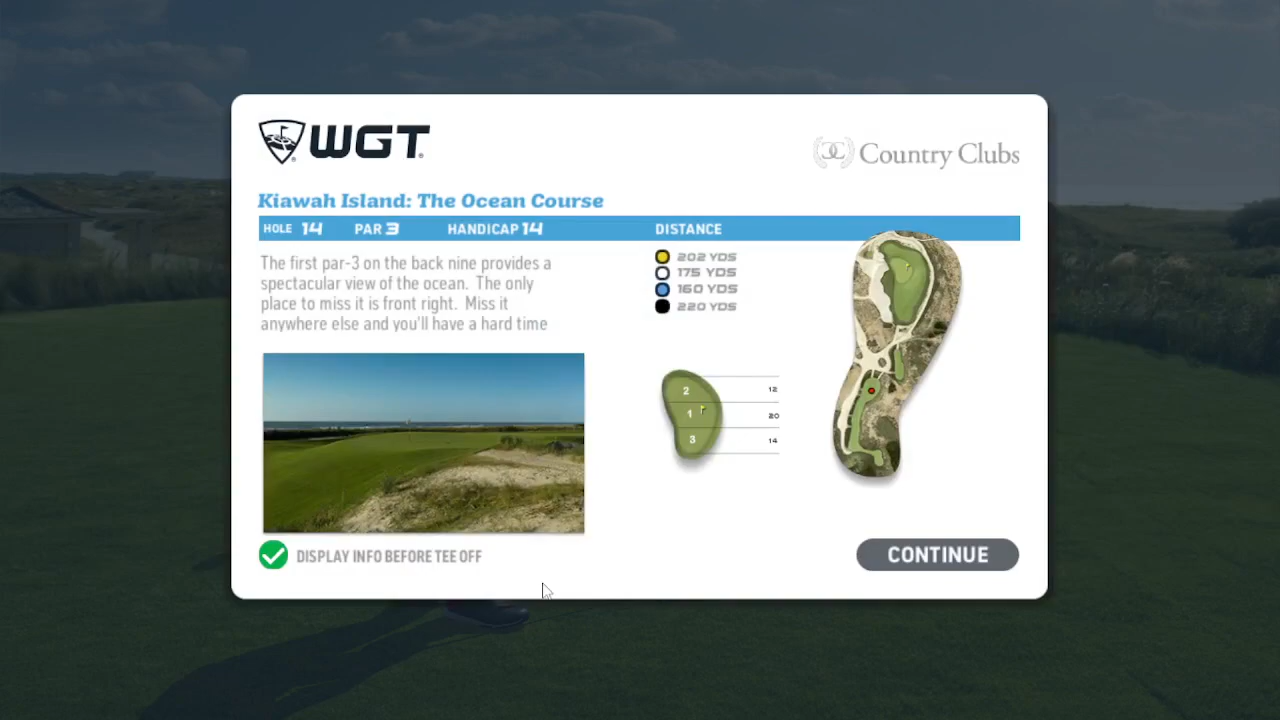 WGT
Country Clubs
Kiawah Island: The Ocean Course
HOLE 14 PAR 3 HANDICAP 14 DISTANCE
The first par-3 on the back nine provides a
spectacular view of the ocean. The only
place to miss it is front right. Miss it
anywhere else and you'll have a hard time
202 YDS
175 YDS
160 YDS
220 YDS
2 12
1 20
3 14
DISPLAY INFO BEFORE TEE OFF
CONTINUE